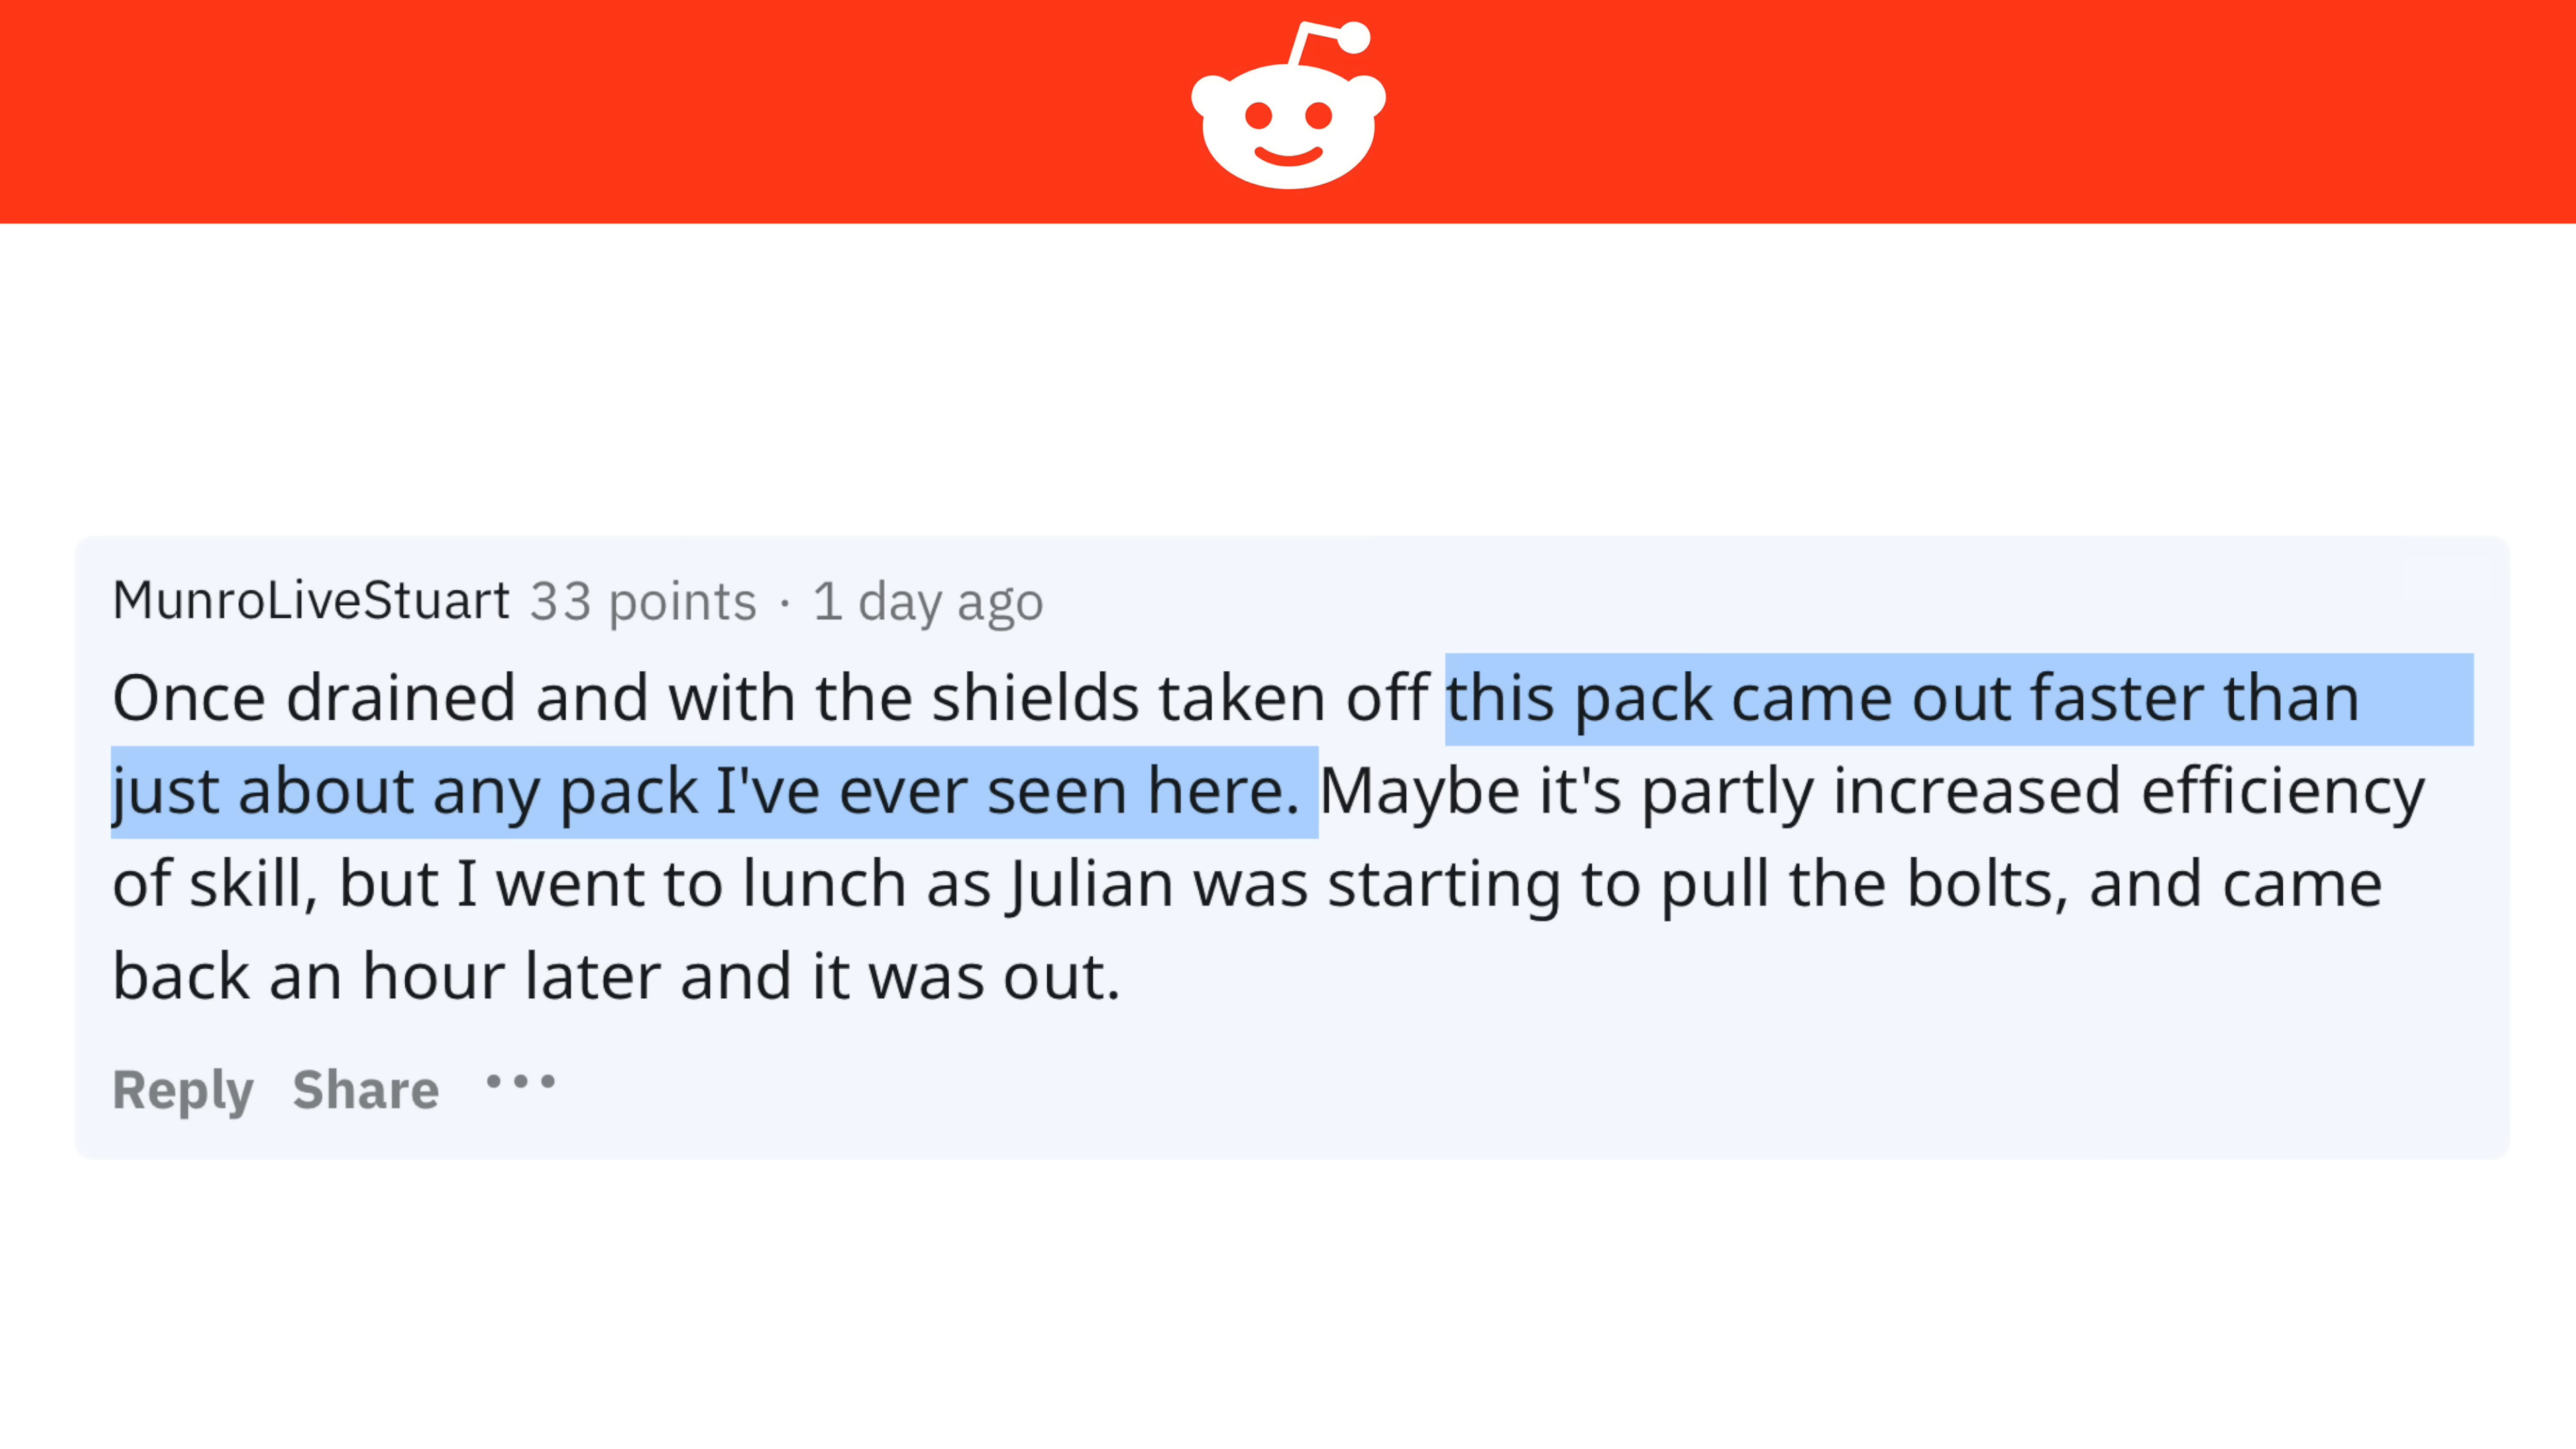 MunroLiveStuart 33 points · 1 day ago
Once drained and with the shields taken off this pack came out faster than
just about any pack I've ever seen here. Maybe it's partly increased efficiency
of skill, but I went to lunch as Julian was starting to pull the bolts, and came
back an hour later and it was out.
Reply Share ···